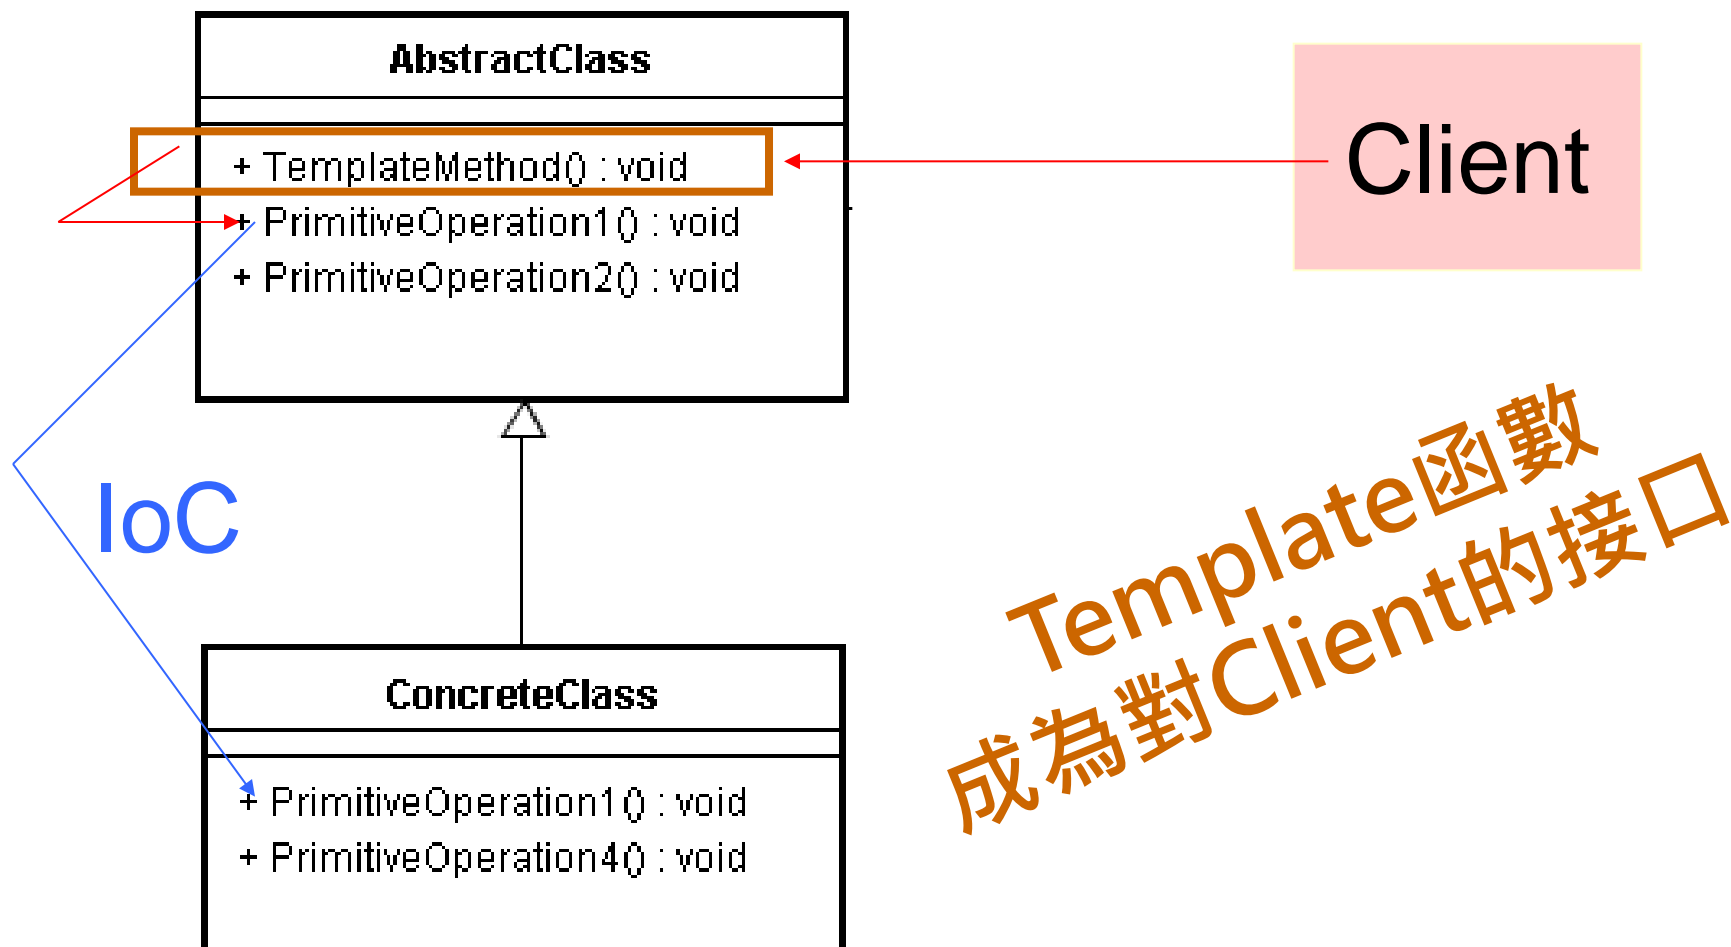 AbstractClass
+ TemplateMethod() : void
+ PrimitiveOperation1() : void
+ PrimitiveOperation2() : void
Client
IoC
Template函數
成為對Client的接口
ConcreteClass
+ PrimitiveOperation1() : void
+ PrimitiveOperation4() : void